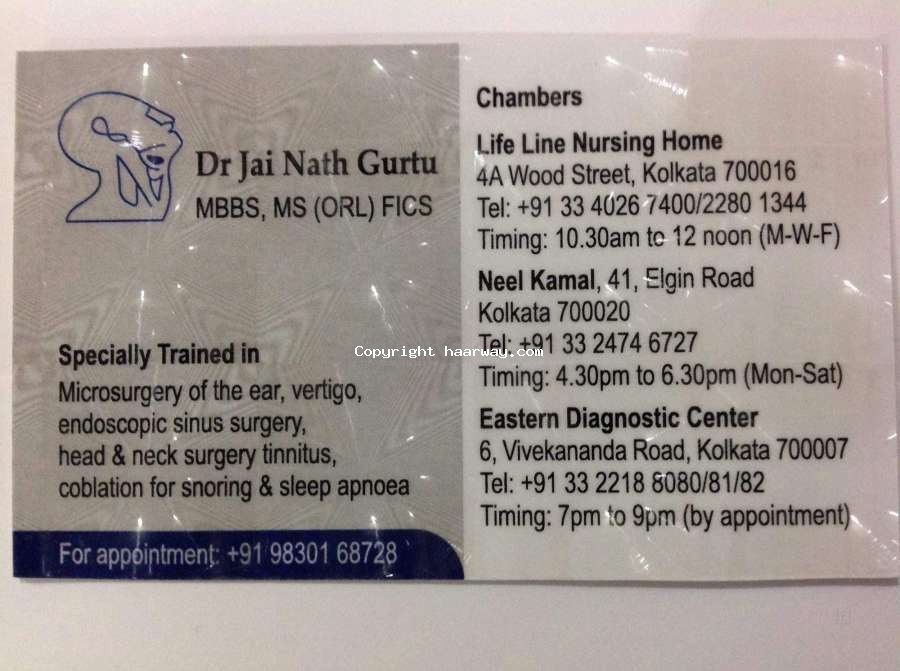 Dr Jai Nath Gurtu
MBBS, MS (ORL) FICS
Specially Trained in
Microsurgery of the ear, vertigo,
endoscopic sinus surgery,
head & neck surgery tinnitus,
coblation for snoring & sleep apnoea
For appointment: +91 98301 68728
Chambers
Life Line Nursing Home
4A Wood Street, Kolkata 700016
Tel: +91 33 4026 7400/2280 1344
Timing: 10.30am to 12 noon (M-W-F)
Neel Kamal, 41, Elgin Road
Kolkata 700020
Tel: +91 33 2474 6727
Timing: 4.30pm to 6.30pm (Mon-Sat)
Eastern Diagnostic Center
6, Vivekananda Road, Kolkata 700007
Tel: +91 33 2218 8080/81/82
Timing: 7pm to 9pm (by appointment)
Copyright haarway.com